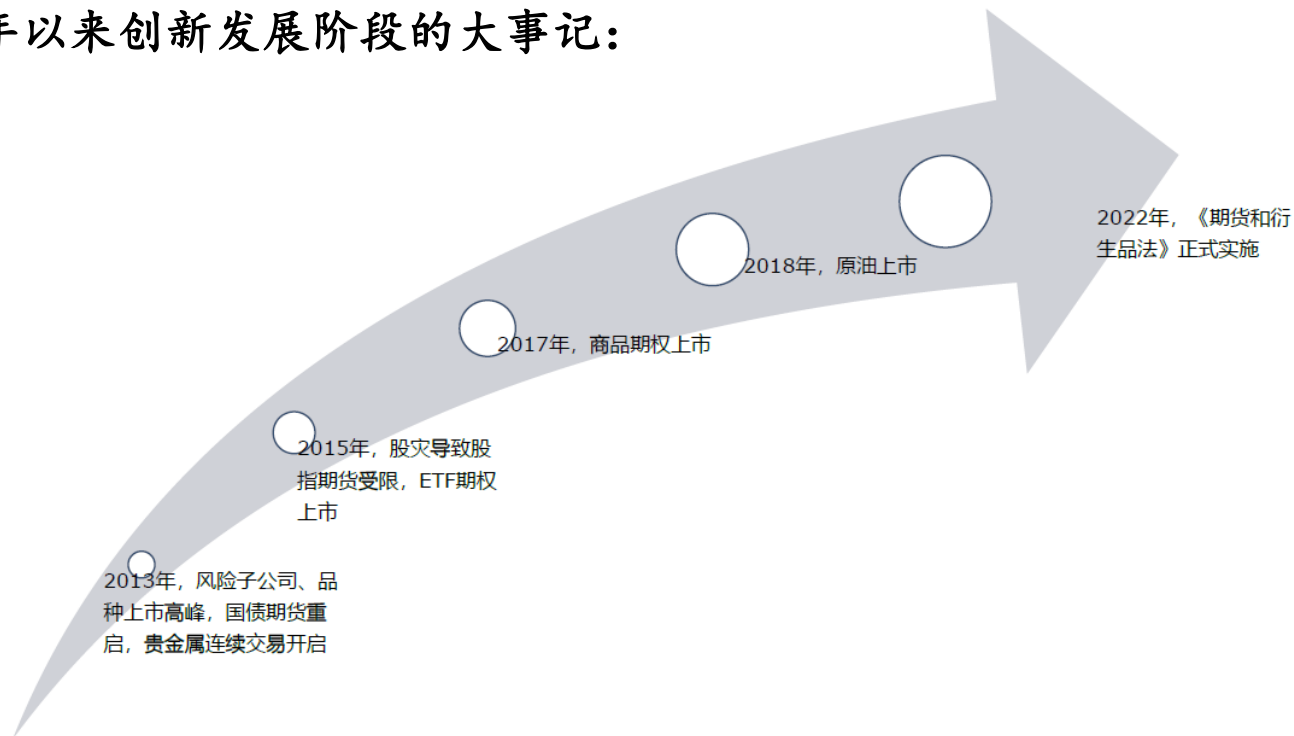 年以来创新发展阶段的大事记：
2022年，《期货和衍
生品法》正式实施
2018年，原油上市
2017年，商品期权上市
2015年，股灾导致股
指期货受限，ETF期权
上市
2013年，风险子公司、品
种上市高峰，国债期货重
启，贵金属连续交易开启